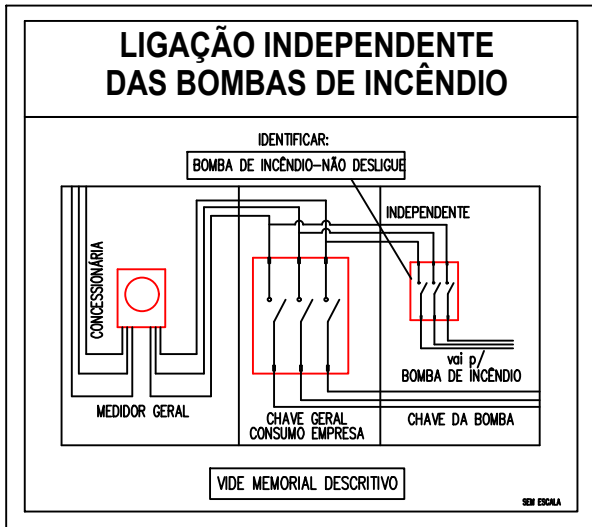 LIGAÇÃO INDEPENDENTE
DAS BOMBAS DE INCÊNDIO
IDENTIFICAR:
BOMBA DE INCÊNDIO-NÃO DESLIGUE
INDEPENDENTE
CONCESSIONÁRIA
vai p/
BOMBA DE INCÊNDIO
MEDIDOR GERAL
CHAVE GERAL
CONSUMO EMPRESA
CHAVE DA BOMBA
VIDE MEMORIAL DESCRITIVO
SEM ESCALA